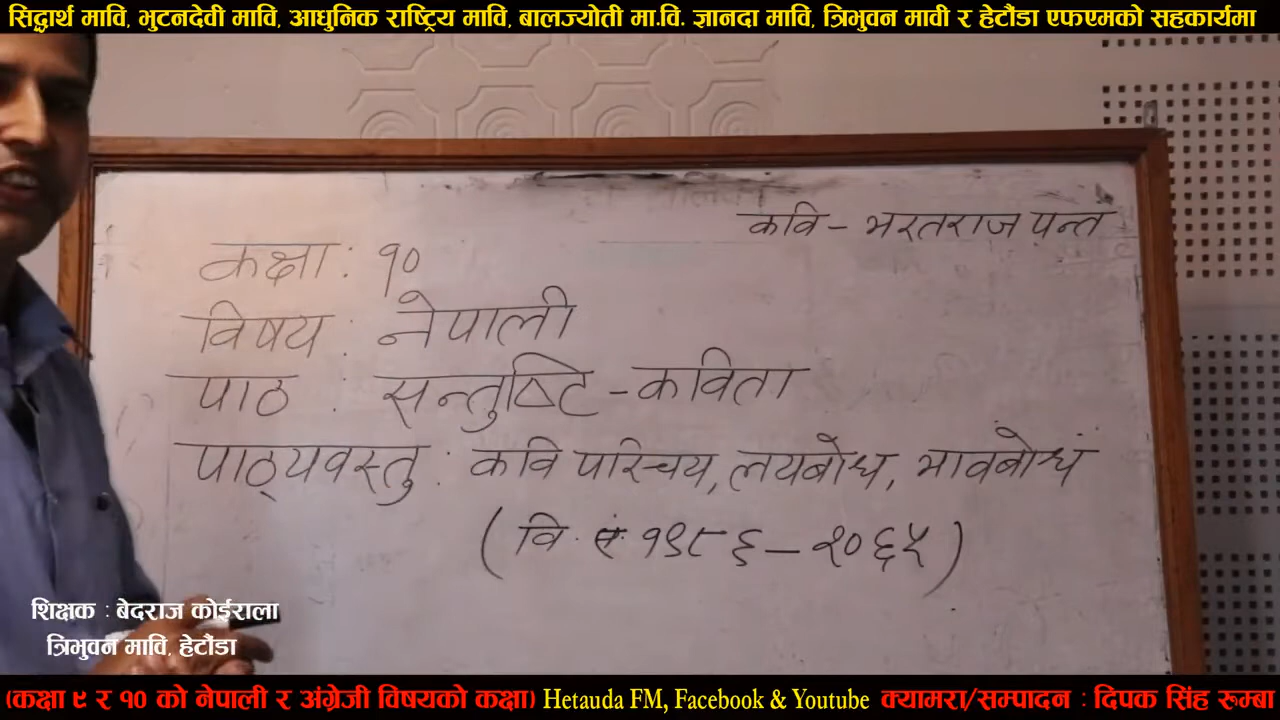 सिद्धार्थ मावि, भुटनदेवी मावि, आधुनिक राष्ट्रिय मावि, बालज्योती मा.वि. ज्ञानदा मावि, त्रिभुवन मावी र हेटौंडा एफएमको सहकार्यमा
कवि - भरतराज पन्त
कक्षा : १०
विषय : नेपाली
पाठ : सन्तुष्टि - कविता
पाठ्यवस्तु : कवि परिचय, लयबोध, भावबोध
(वि. सं. १९८६ - २०६५)
शिक्षक : बेदराज कोईराला
त्रिभुवन मावि, हेटौंडा
(कक्षा ९ र १० को नेपाली र अंग्रेजी विषयको कक्षा) Hetauda FM, Facebook & Youtube क्यामरा/सम्पादन : दिपक सिंह रूम्बा